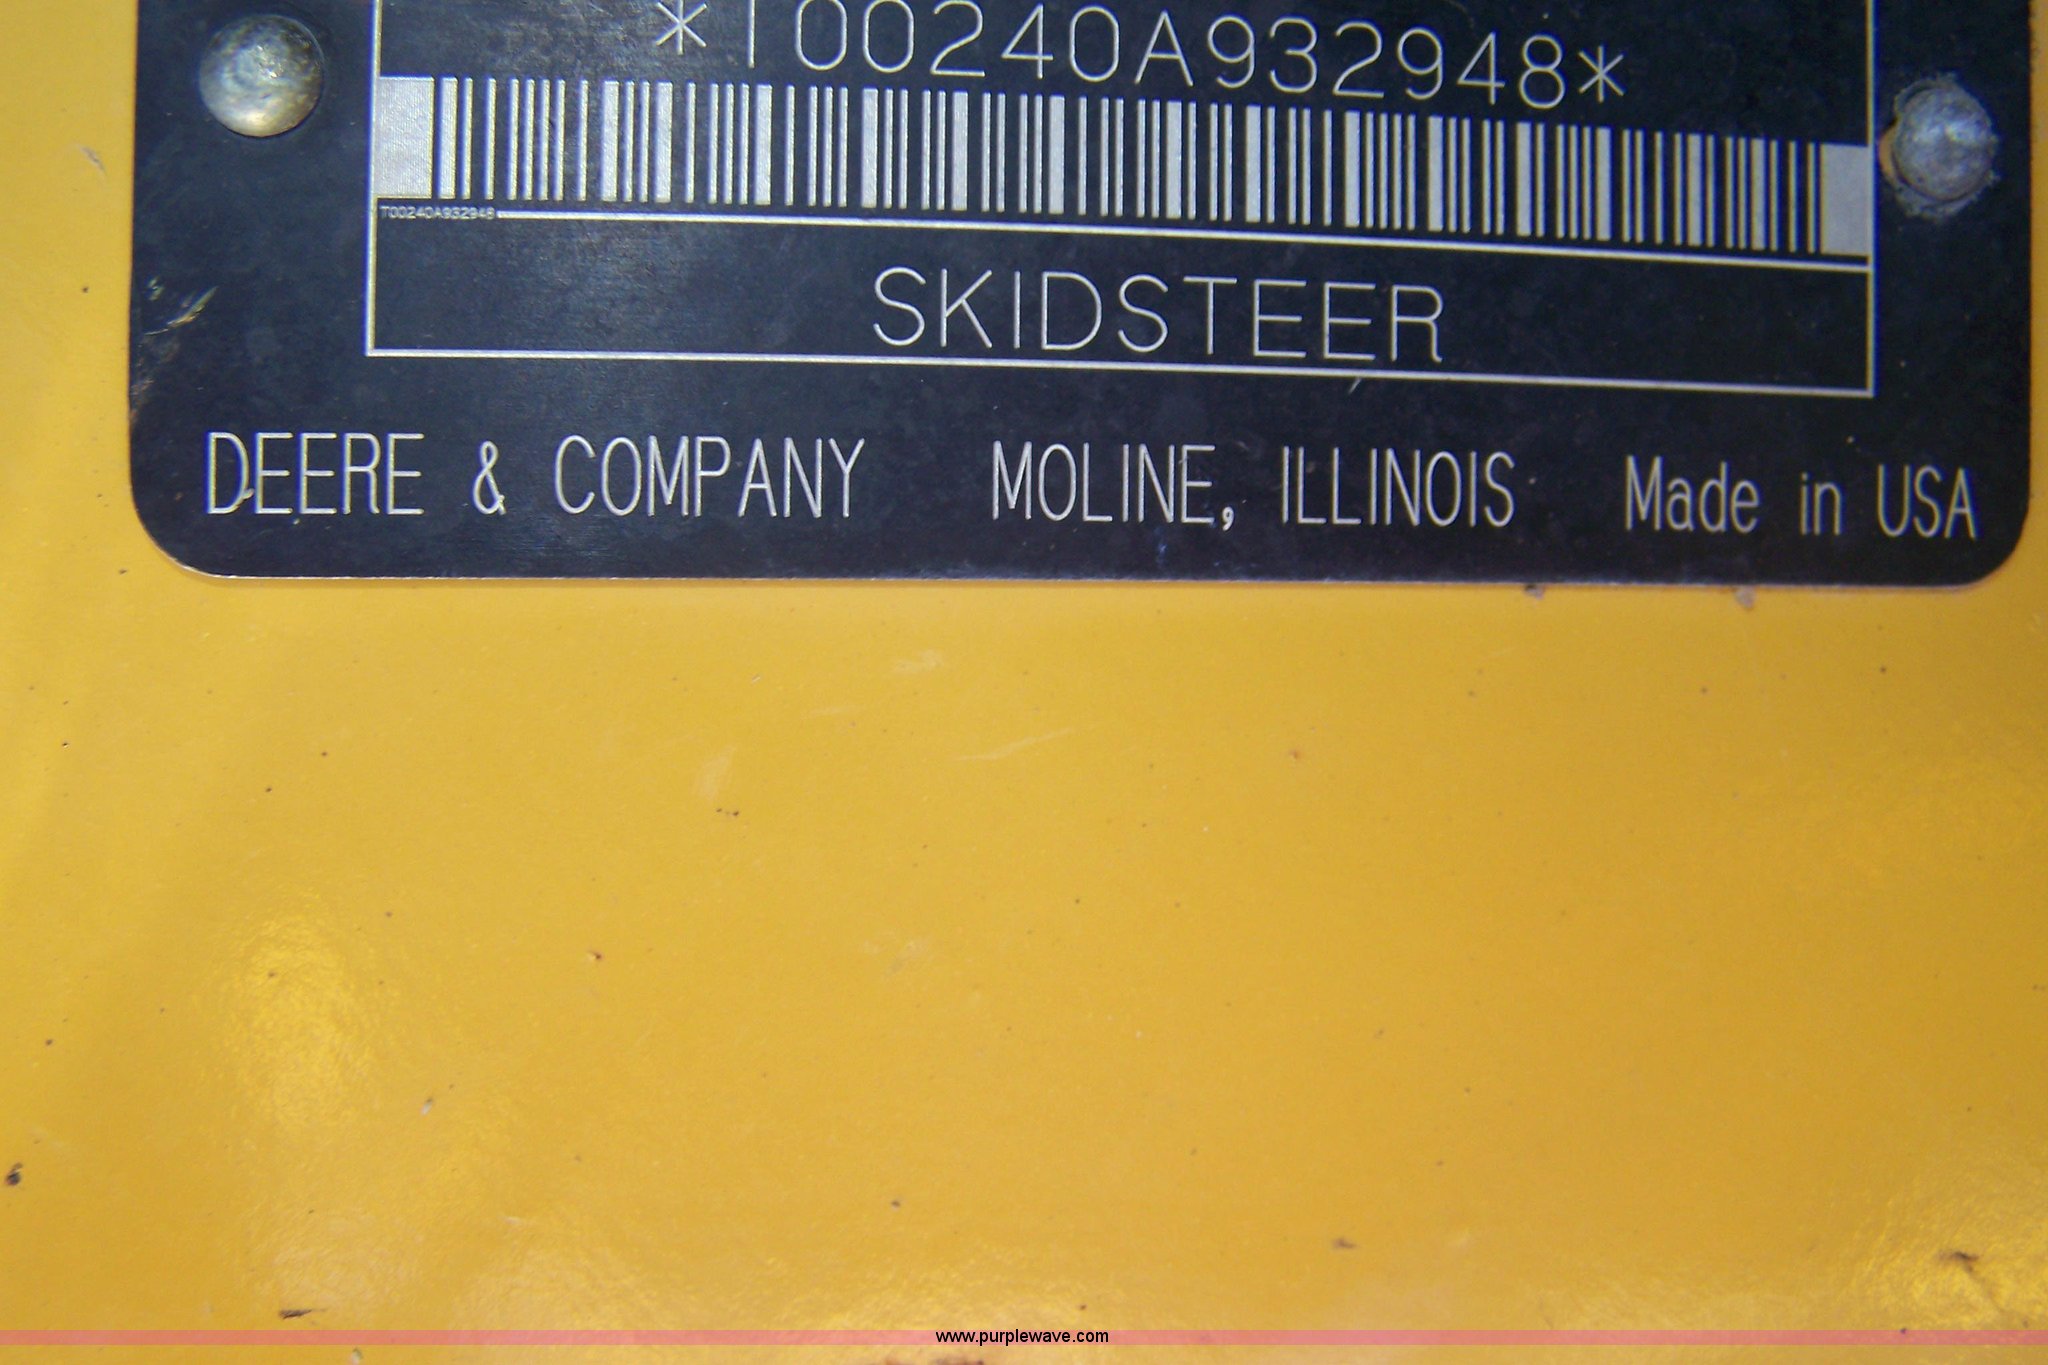 *T00240A932948*
T00240A932948
SKIDSTEER
DEERE & COMPANY MOLINE, ILLINOIS Made in USA
www.purplewave.com